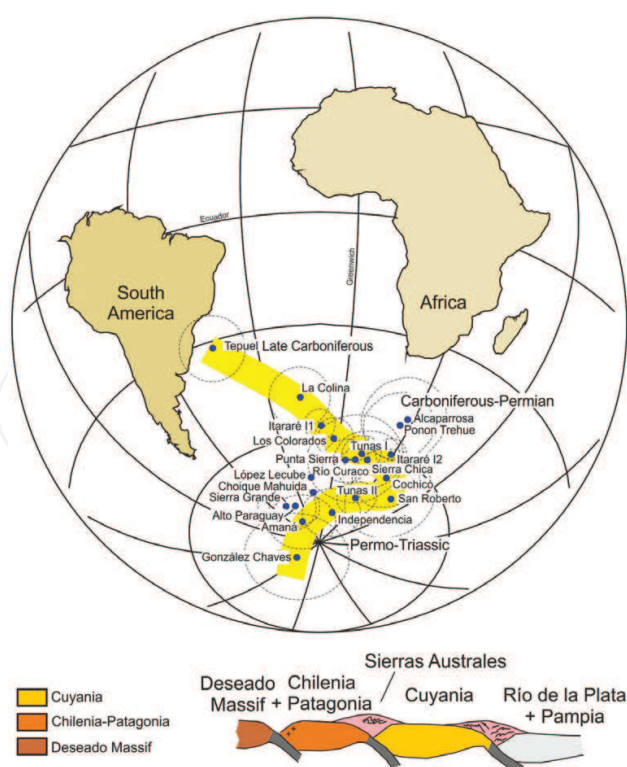 Ecuador
Greenwich
South
America
Africa
Tepuel Late Carboniferous
La Colina
Carboniferous-Permian
Alcaparrosa
Ponon Trehue
Itararé I1
Los Colorados
Tunas I
Punta Sierra
Itararé I2
Río Curaco
Sierra Chica
López Lecube
Choique Mahuida
Cochicó
Sierra Grande
Tunas II
San Roberto
Alto Paraguay
Independencia
Amaná
Permo-Triassic
González Chaves
Sierras Australes
Deseado
Massif
+
Chilenia
Patagonia
Cuyania
Río de la Plata
+ Pampia
Cuyania
Chilenia-Patagonia
Deseado Massif